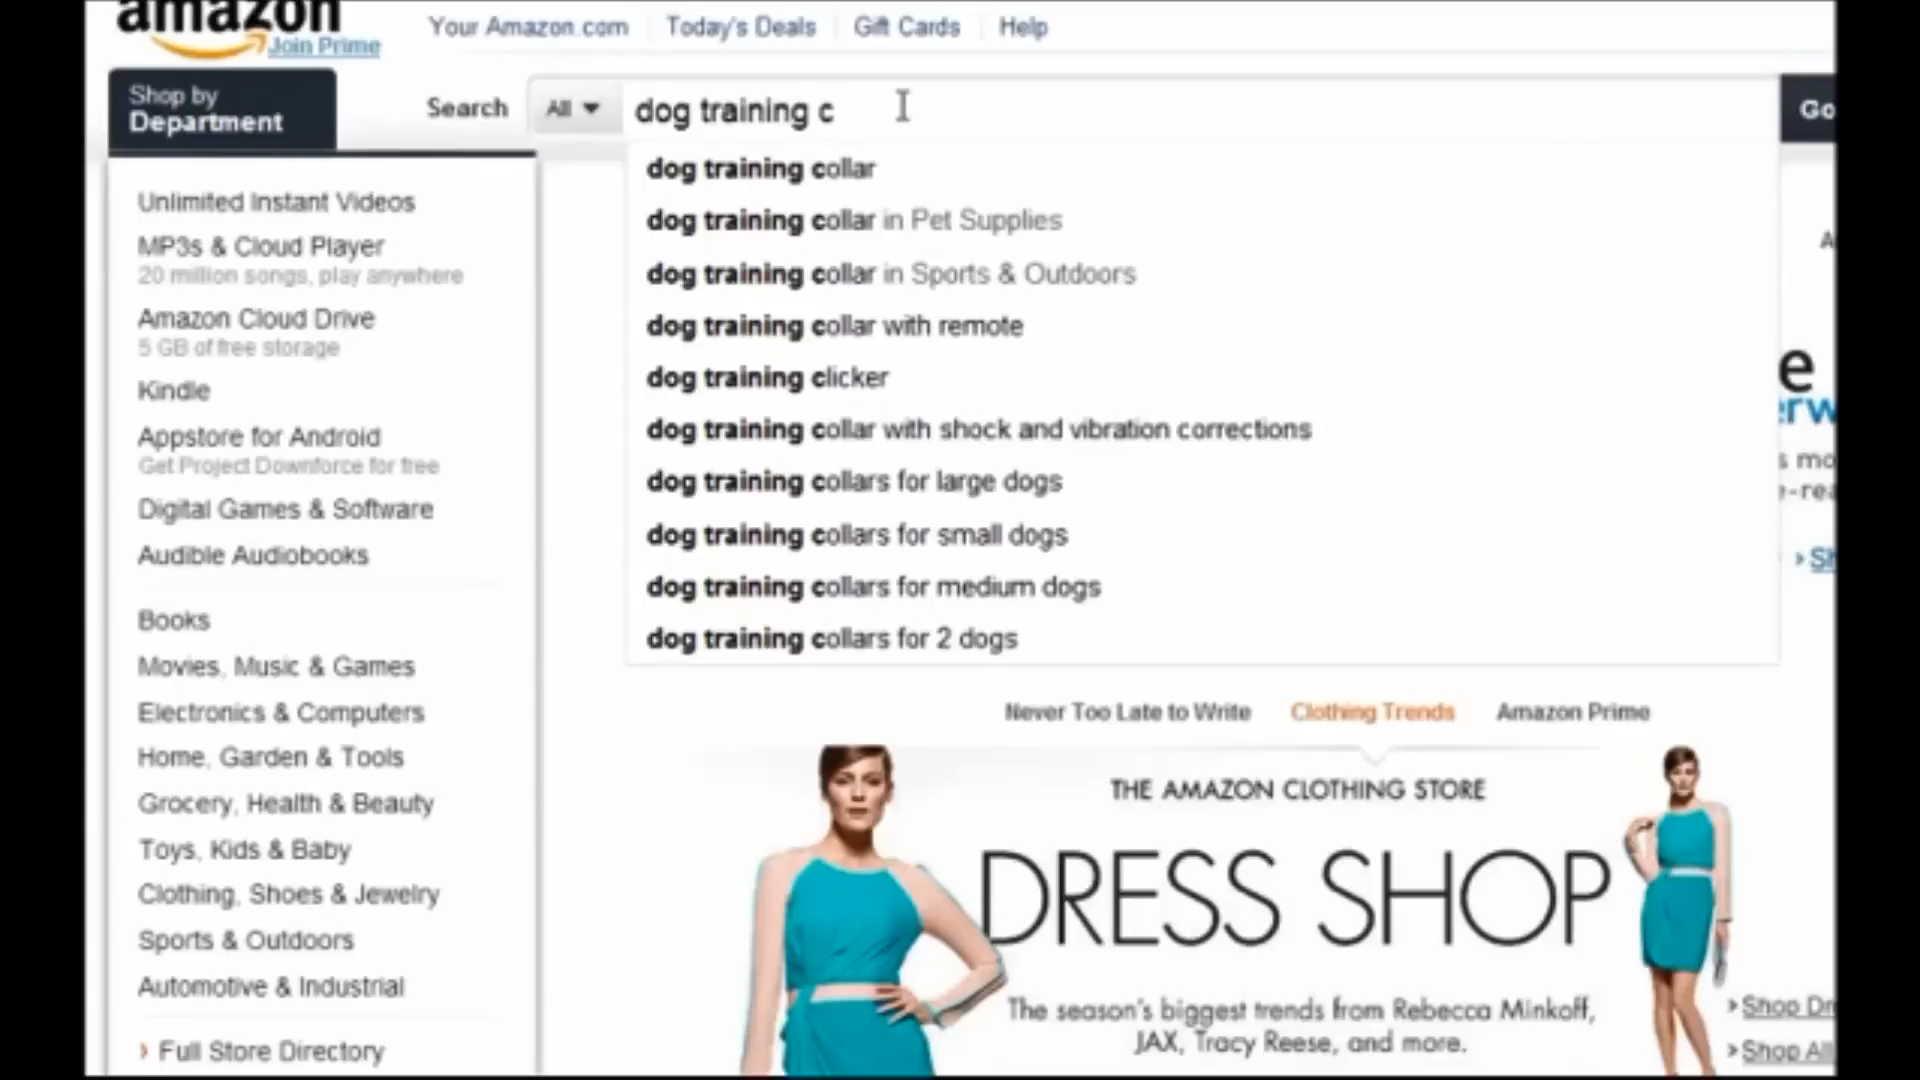 amazon
Join Prime
Your Amazon.com
Today's Deals
Gift Cards
Help
Shop by
Department
Search
All
dog training c
Go
Unlimited Instant Videos
MP3s & Cloud Player
20 million songs, play anywhere
Amazon Cloud Drive
5 GB of free storage
Kindle
Appstore for Android
Get Project Downforce for free
Digital Games & Software
Audible Audiobooks
Books
Movies, Music & Games
Electronics & Computers
Home, Garden & Tools
Grocery, Health & Beauty
Toys, Kids & Baby
Clothing, Shoes & Jewelry
Sports & Outdoors
Automotive & Industrial
› Full Store Directory
dog training collar
dog training collar in Pet Supplies
dog training collar in Sports & Outdoors
dog training collar with remote
dog training clicker
dog training collar with shock and vibration corrections
dog training collars for large dogs
dog training collars for small dogs
dog training collars for medium dogs
dog training collars for 2 dogs
Never Too Late to Write
Clothing Trends
Amazon Prime
THE AMAZON CLOTHING STORE
DRESS SHOP
The season's biggest trends from Rebecca Minkoff,
JAX, Tracy Reese, and more.
› Shop Dr
› Shop All